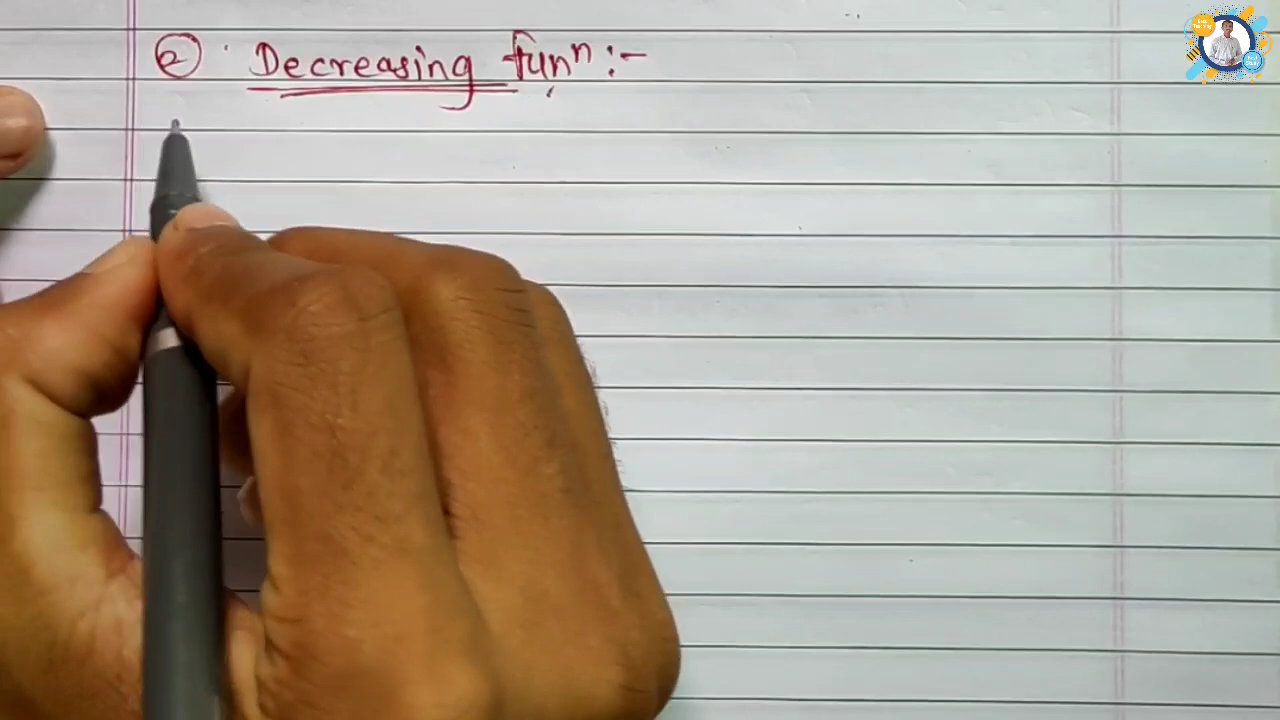 ② Decreasing funⁿ :-